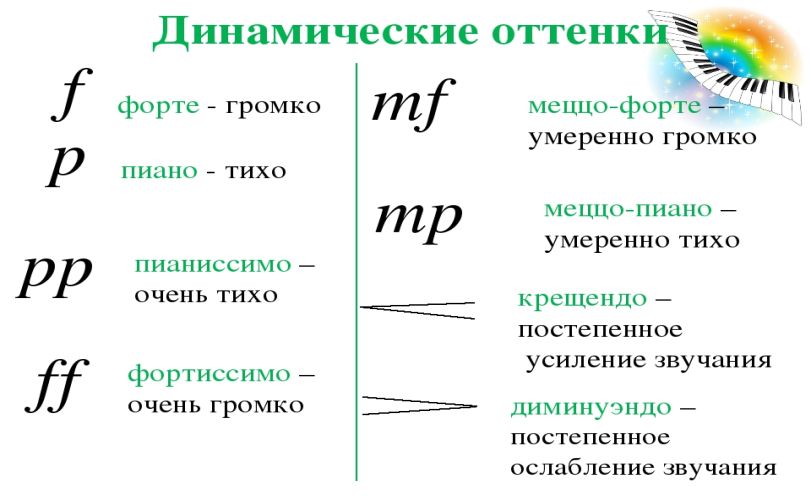 Динамические оттенки
f форте - громко
p пиано - тихо
pp пианиссимо –
очень тихо
ff фортиссимо –
очень громко
mf меццо-форте –
умеренно громко
mp меццо-пиано –
умеренно тихо
крещендо –
постепенное
усиление звучания
диминуэндо –
постепенное
ослабление звучания